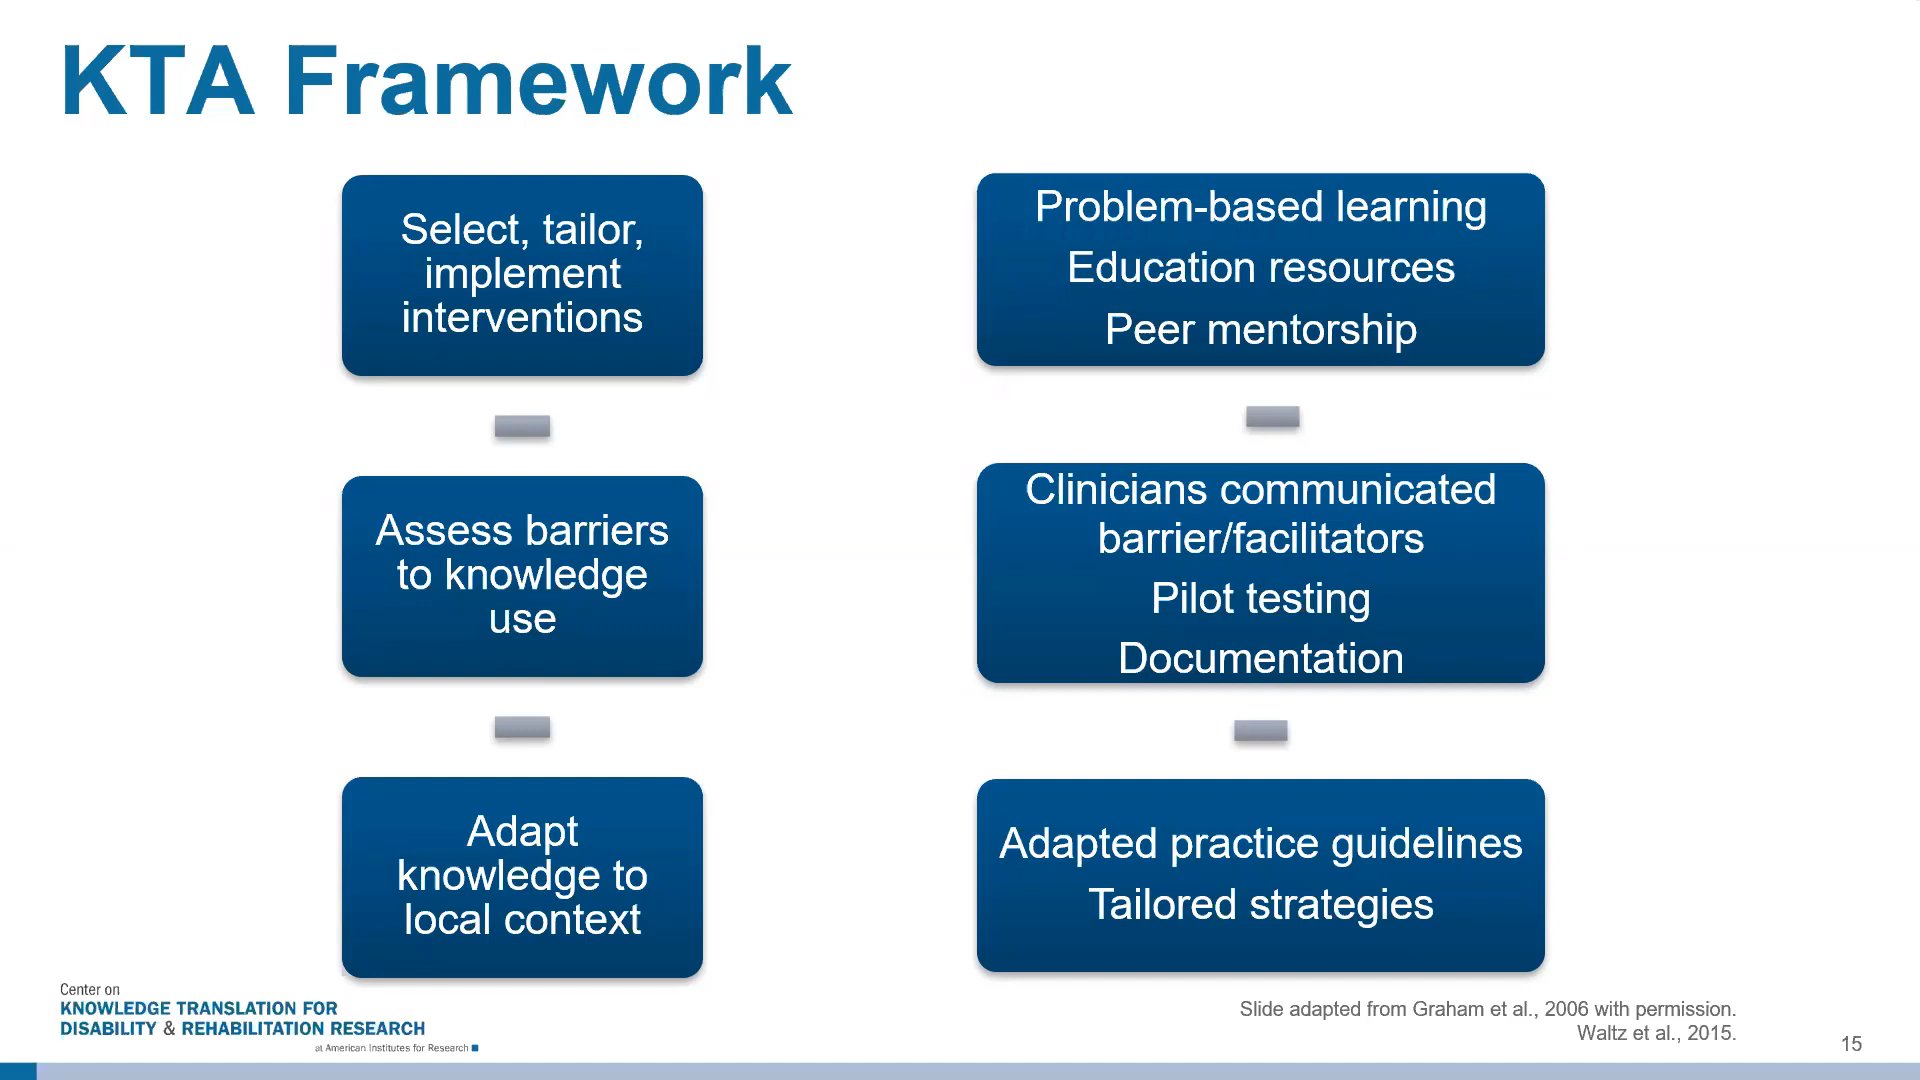 KTA Framework
Select, tailor,
implement
interventions
Assess barriers
to knowledge
use
Adapt
knowledge to
local context
Problem-based learning
Education resources
Peer mentorship
Clinicians communicated
barrier/facilitators
Pilot testing
Documentation
Adapted practice guidelines
Tailored strategies
Center on
KNOWLEDGE TRANSLATION FOR
DISABILITY & REHABILITATION RESEARCH
at American Institutes for Research
Slide adapted from Graham et al., 2006 with permission.
Waltz et al., 2015.
15